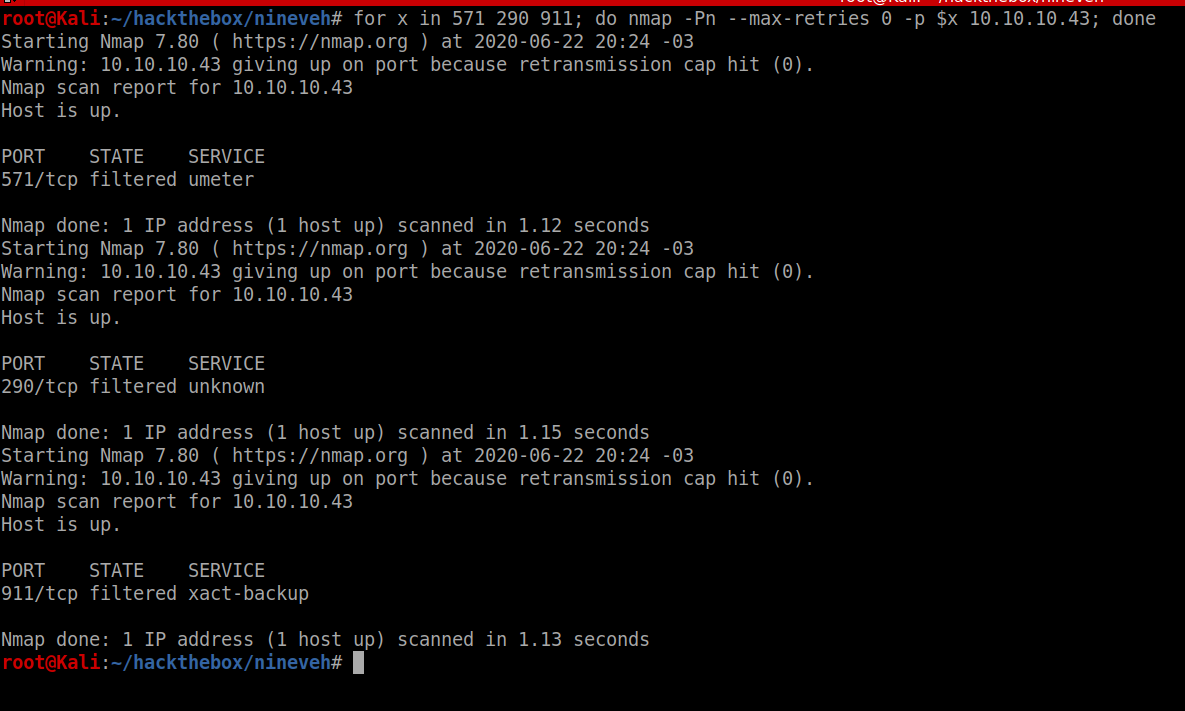 root@Kali:~/hackthebox/nineveh# for x in 571 290 911; do nmap -Pn --max-retries 0 -p $x 10.10.10.43; done
Starting Nmap 7.80 ( https://nmap.org ) at 2020-06-22 20:24 -03
Warning: 10.10.10.43 giving up on port because retransmission cap hit (0).
Nmap scan report for 10.10.10.43
Host is up.
PORT    STATE    SERVICE
571/tcp filtered umeter
Nmap done: 1 IP address (1 host up) scanned in 1.12 seconds
Starting Nmap 7.80 ( https://nmap.org ) at 2020-06-22 20:24 -03
Warning: 10.10.10.43 giving up on port because retransmission cap hit (0).
Nmap scan report for 10.10.10.43
Host is up.
PORT    STATE    SERVICE
290/tcp filtered unknown
Nmap done: 1 IP address (1 host up) scanned in 1.15 seconds
Starting Nmap 7.80 ( https://nmap.org ) at 2020-06-22 20:24 -03
Warning: 10.10.10.43 giving up on port because retransmission cap hit (0).
Nmap scan report for 10.10.10.43
Host is up.
PORT    STATE    SERVICE
911/tcp filtered xact-backup
Nmap done: 1 IP address (1 host up) scanned in 1.13 seconds
root@Kali:~/hackthebox/nineveh#